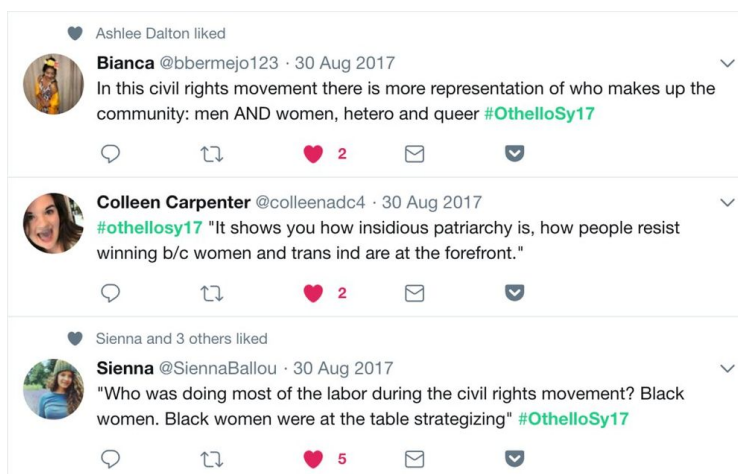 Ashlee Dalton liked
Bianca @bbermejo123 · 30 Aug 2017
In this civil rights movement there is more representation of who makes up the
community: men AND women, hetero and queer #OthelloSy17
2
Colleen Carpenter @colleenadc4 · 30 Aug 2017
#othellosy17 "It shows you how insidious patriarchy is, how people resist
winning b/c women and trans ind are at the forefront."
2
Sienna and 3 others liked
Sienna @SiennaBallou · 30 Aug 2017
"Who was doing most of the labor during the civil rights movement? Black
women. Black women were at the table strategizing" #OthelloSy17
5